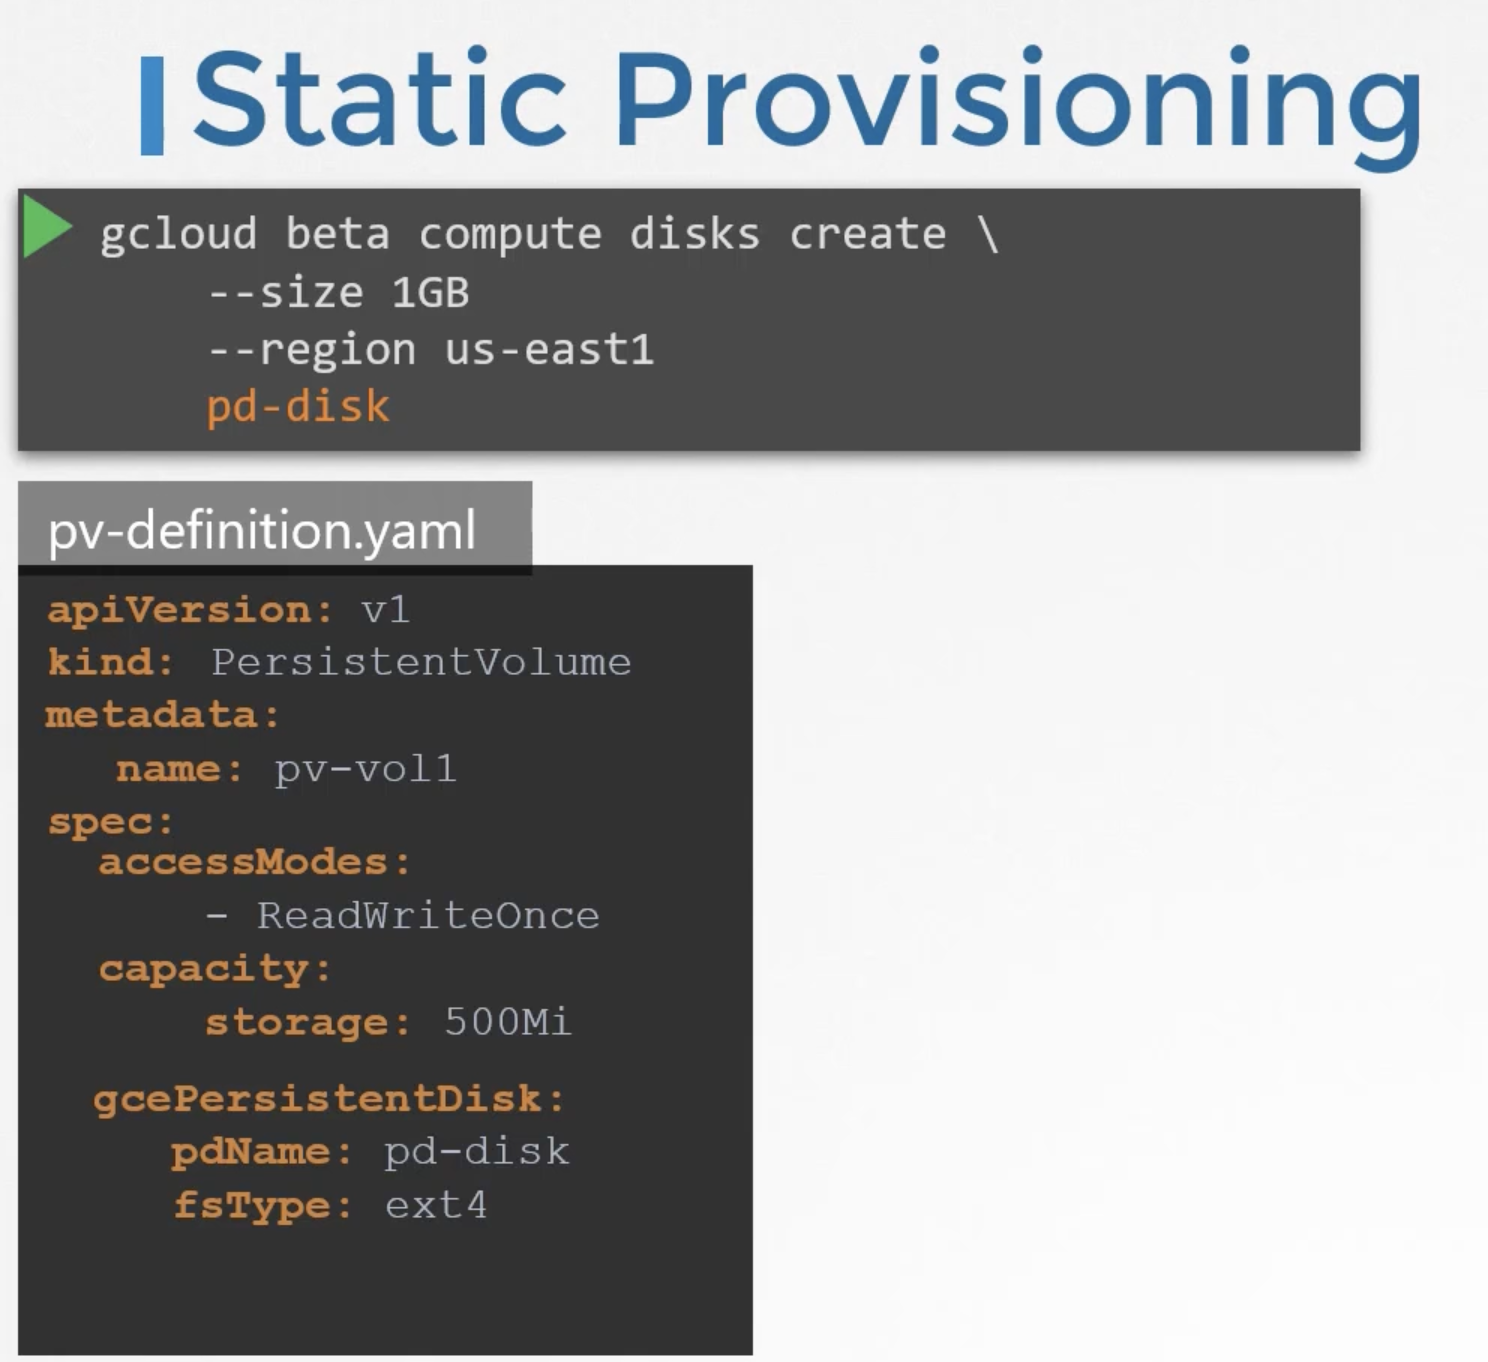 Static Provisioning
gcloud beta compute disks create \
--size 1GB
--region us-east1
pd-disk
pv-definition.yaml
apiVersion: v1
kind: PersistentVolume
metadata:
name: pv-vol1
spec:
accessModes:
- ReadWriteOnce
capacity:
storage: 500Mi
gcePersistentDisk:
pdName: pd-disk
fsType: ext4